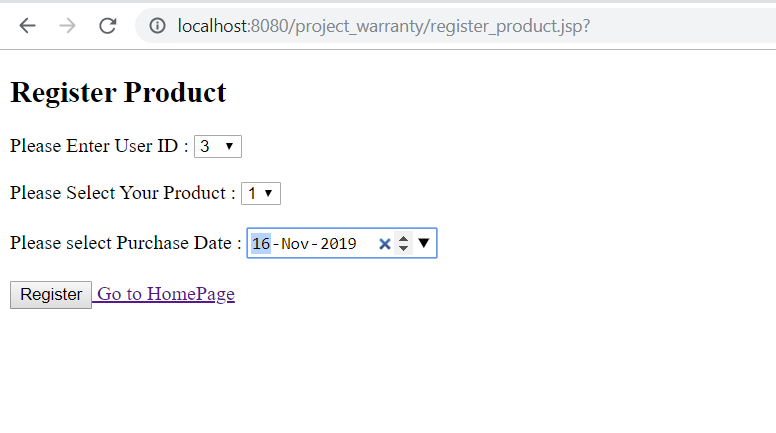 localhost:8080/project_warranty/register_product.jsp?
Register Product
Please Enter User ID : 3
Please Select Your Product : 1
Please select Purchase Date : 16-Nov-2019
Register Go to HomePage